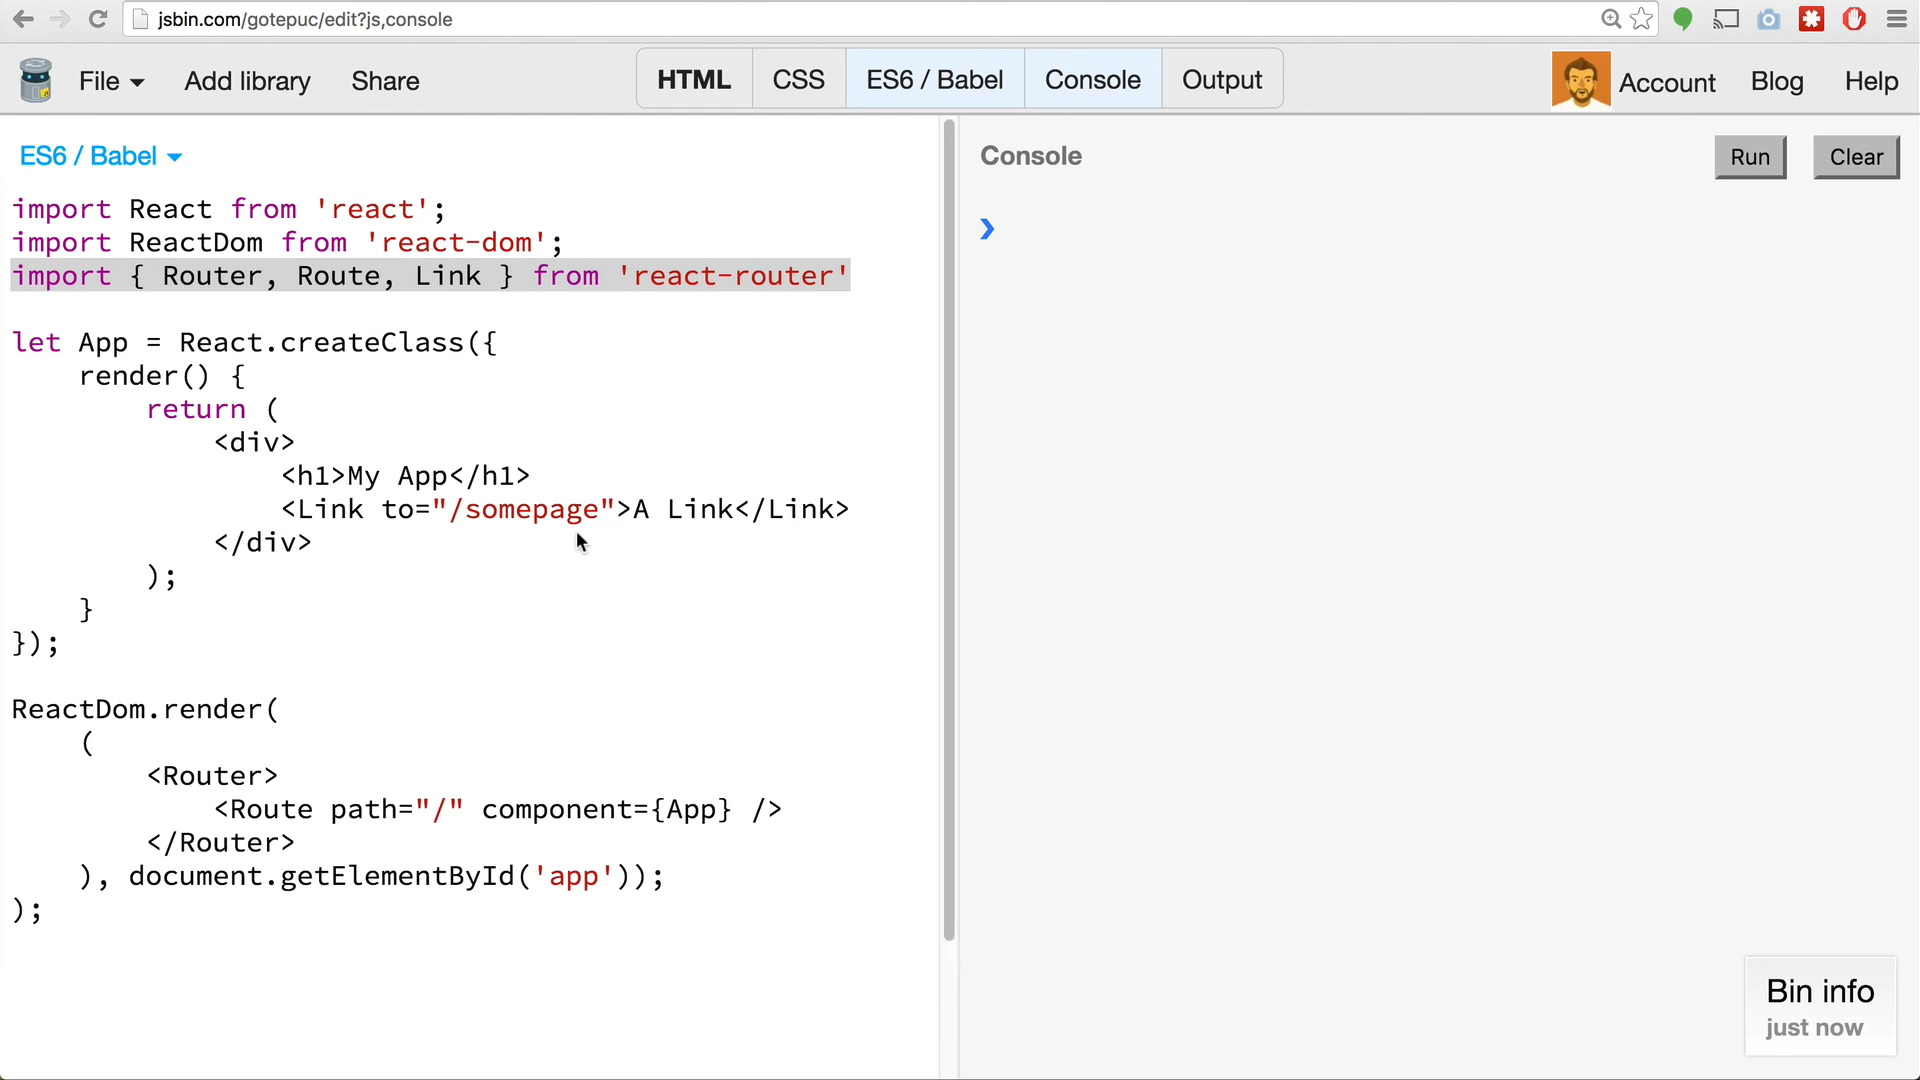 jsbin.com/gotepuc/edit?js,console
File Add library Share HTML CSS ES6 / Babel Console Output Account Blog Help
ES6 / Babel
import React from 'react';
import ReactDom from 'react-dom';
import { Router, Route, Link } from 'react-router'
let App = React.createClass({
render() {
return (
<div>
<h1>My App</h1>
<Link to="/somepage">A Link</Link>
</div>
);
}
});
ReactDom.render(
(
<Router>
<Route path="/" component={App} />
</Router>
), document.getElementById('app'));
);
Console Run Clear
Bin info
just now